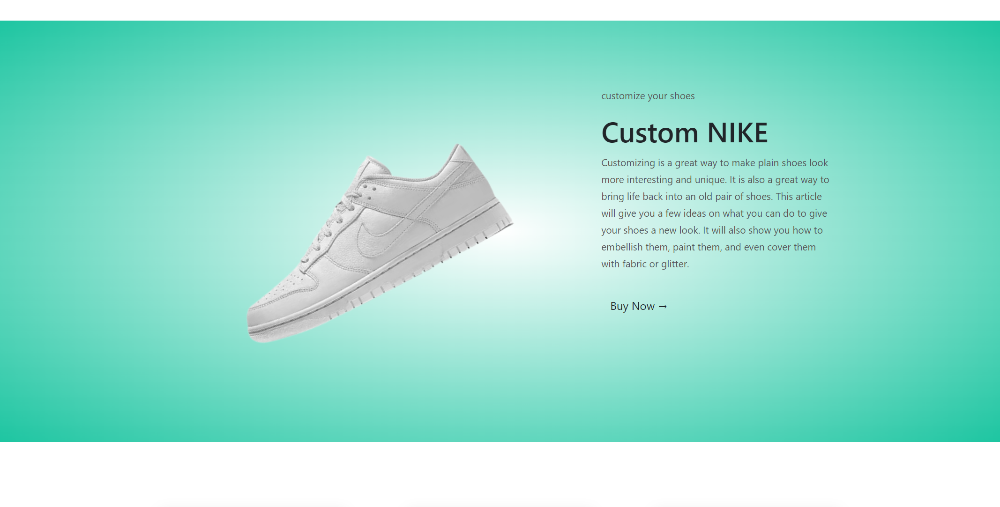 customize your shoes
Custom NIKE
Customizing is a great way to make plain shoes look
more interesting and unique. It is also a great way to
bring life back into an old pair of shoes. This article
will give you a few ideas on what you can do to give
your shoes a new look. It will also show you how to
embellish them, paint them, and even cover them
with fabric or glitter.
Buy Now →